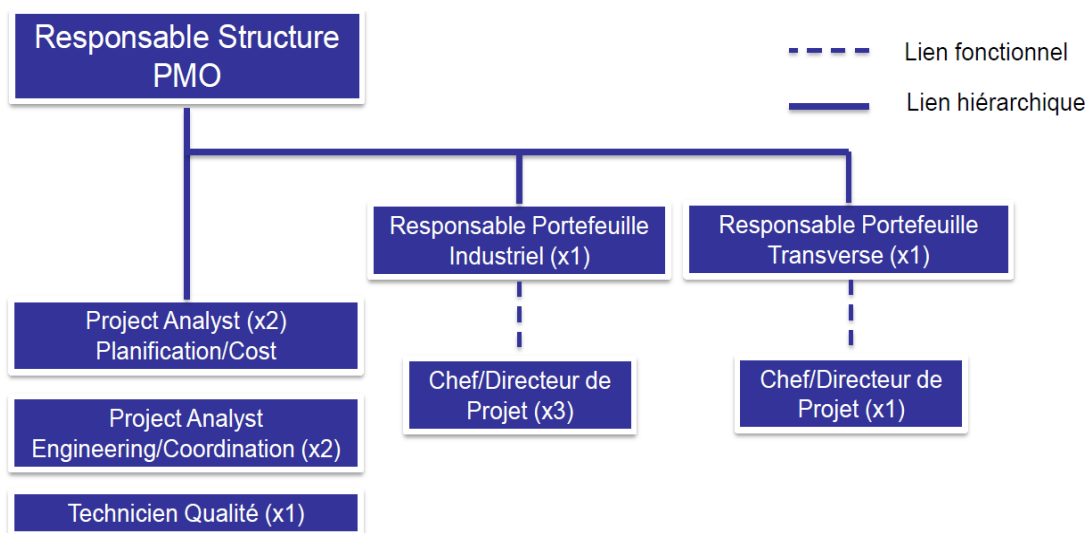 Responsable Structure
PMO
Lien fonctionnel
Lien hiérarchique
Responsable Portefeuille
Industriel (x1)
Responsable Portefeuille
Transverse (x1)
Project Analyst (x2)
Planification/Cost
Chef/Directeur de
Projet (x3)
Chef/Directeur de
Projet (x1)
Project Analyst
Engineering/Coordination (x2)
Technicien Qualité (x1)